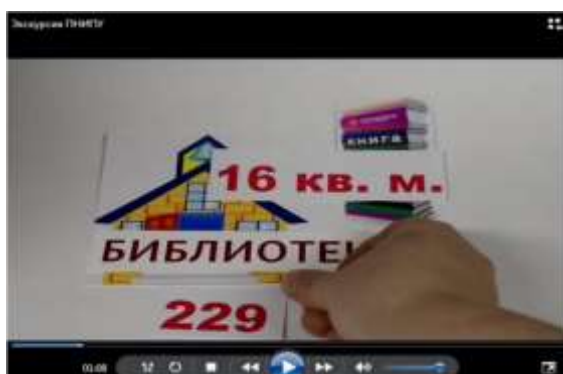 Экскурсия ПНИПУ
КНИГА
16 КВ. М.
БИБЛИОТЕ
229
01:08